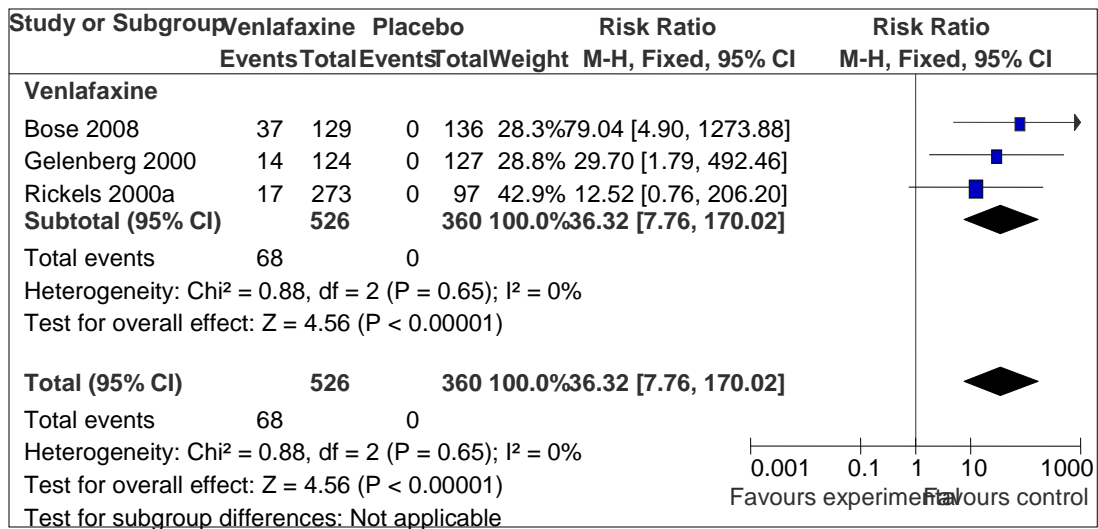 Study or Subgroup Venlafaxine Placebo Risk Ratio Risk Ratio
Events Total Events Total Weight M-H, Fixed, 95% CI M-H, Fixed, 95% CI
Venlafaxine
Bose 2008 37 129 0 136 28.3% 79.04 [4.90, 1273.88]
Gelenberg 2000 14 124 0 127 28.8% 29.70 [1.79, 492.46]
Rickels 2000a 17 273 0 97 42.9% 12.52 [0.76, 206.20]
Subtotal (95% CI) 526 360 100.0% 36.32 [7.76, 170.02]
Total events 68 0
Heterogeneity: Chi² = 0.88, df = 2 (P = 0.65); I² = 0%
Test for overall effect: Z = 4.56 (P < 0.00001)
Total (95% CI) 526 360 100.0% 36.32 [7.76, 170.02]
Total events 68 0
Heterogeneity: Chi² = 0.88, df = 2 (P = 0.65); I² = 0%
Test for overall effect: Z = 4.56 (P < 0.00001)
Test for subgroup differences: Not applicable
0.001 0.1 1 10 1000
Favours experimental Favours control